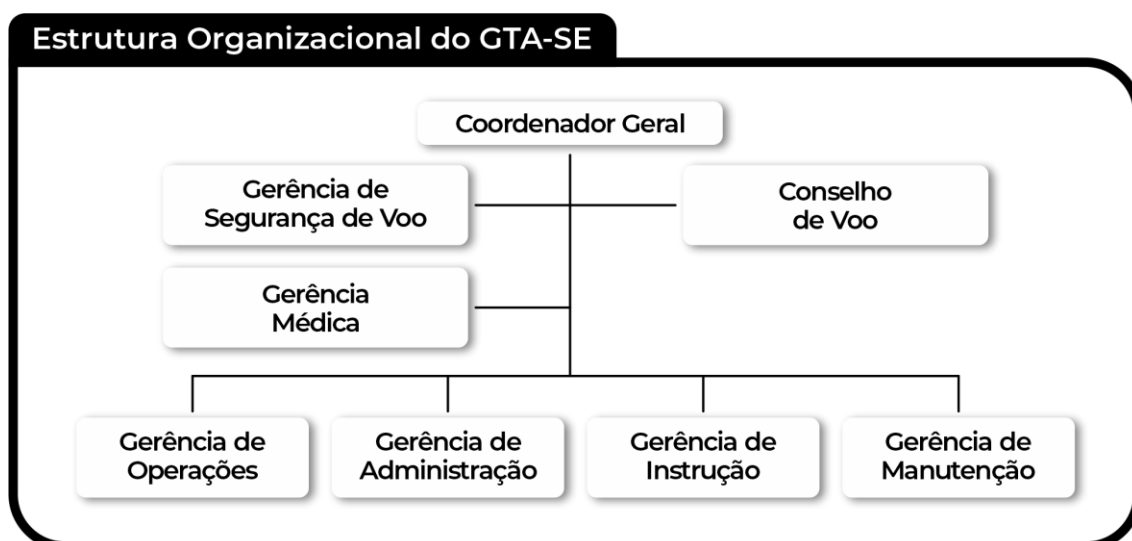 Estrutura Organizacional do GTA-SE
Coordenador Geral
Gerência de
Segurança de Voo
Conselho
de Voo
Gerência
Médica
Gerência de
Operações
Gerência de
Administração
Gerência de
Instrução
Gerência de
Manutenção